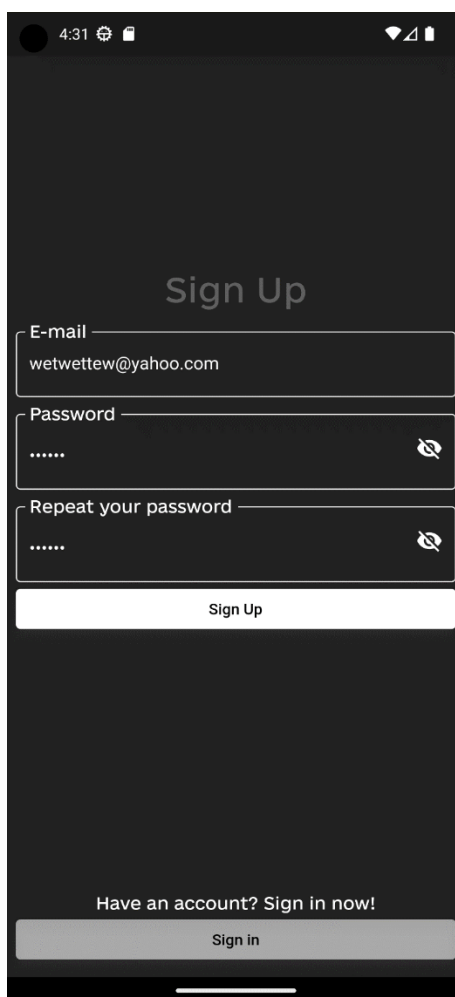 4:31
Sign Up
E-mail
wetwettew@yahoo.com
Password
••••••
Repeat your password
••••••
Sign Up
Have an account? Sign in now!
Sign in